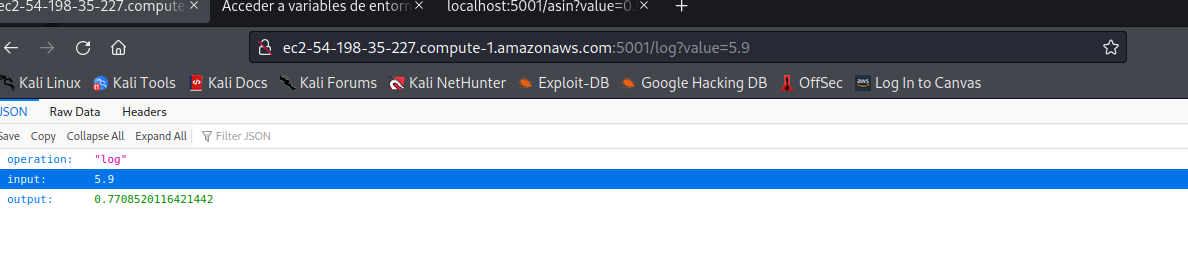 ec2-54-198-35-227.compute Acceder a variables de entorn localhost:5001/asin?value=0.
ec2-54-198-35-227.compute-1.amazonaws.com:5001/log?value=5.9
Kali Linux Kali Tools Kali Docs Kali Forums Kali NetHunter Exploit-DB Google Hacking DB OffSec Log In to Canvas
JSON Raw Data Headers
Save Copy Collapse All Expand All Filter JSON
operation: "log"
input: 5.9
output: 0.7708520116421442